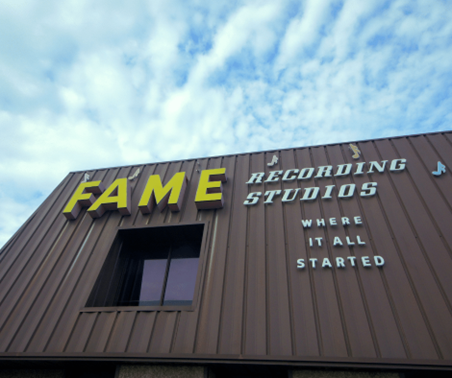 FAME
RECORDING
STUDIOS
WHERE
IT ALL
STARTED